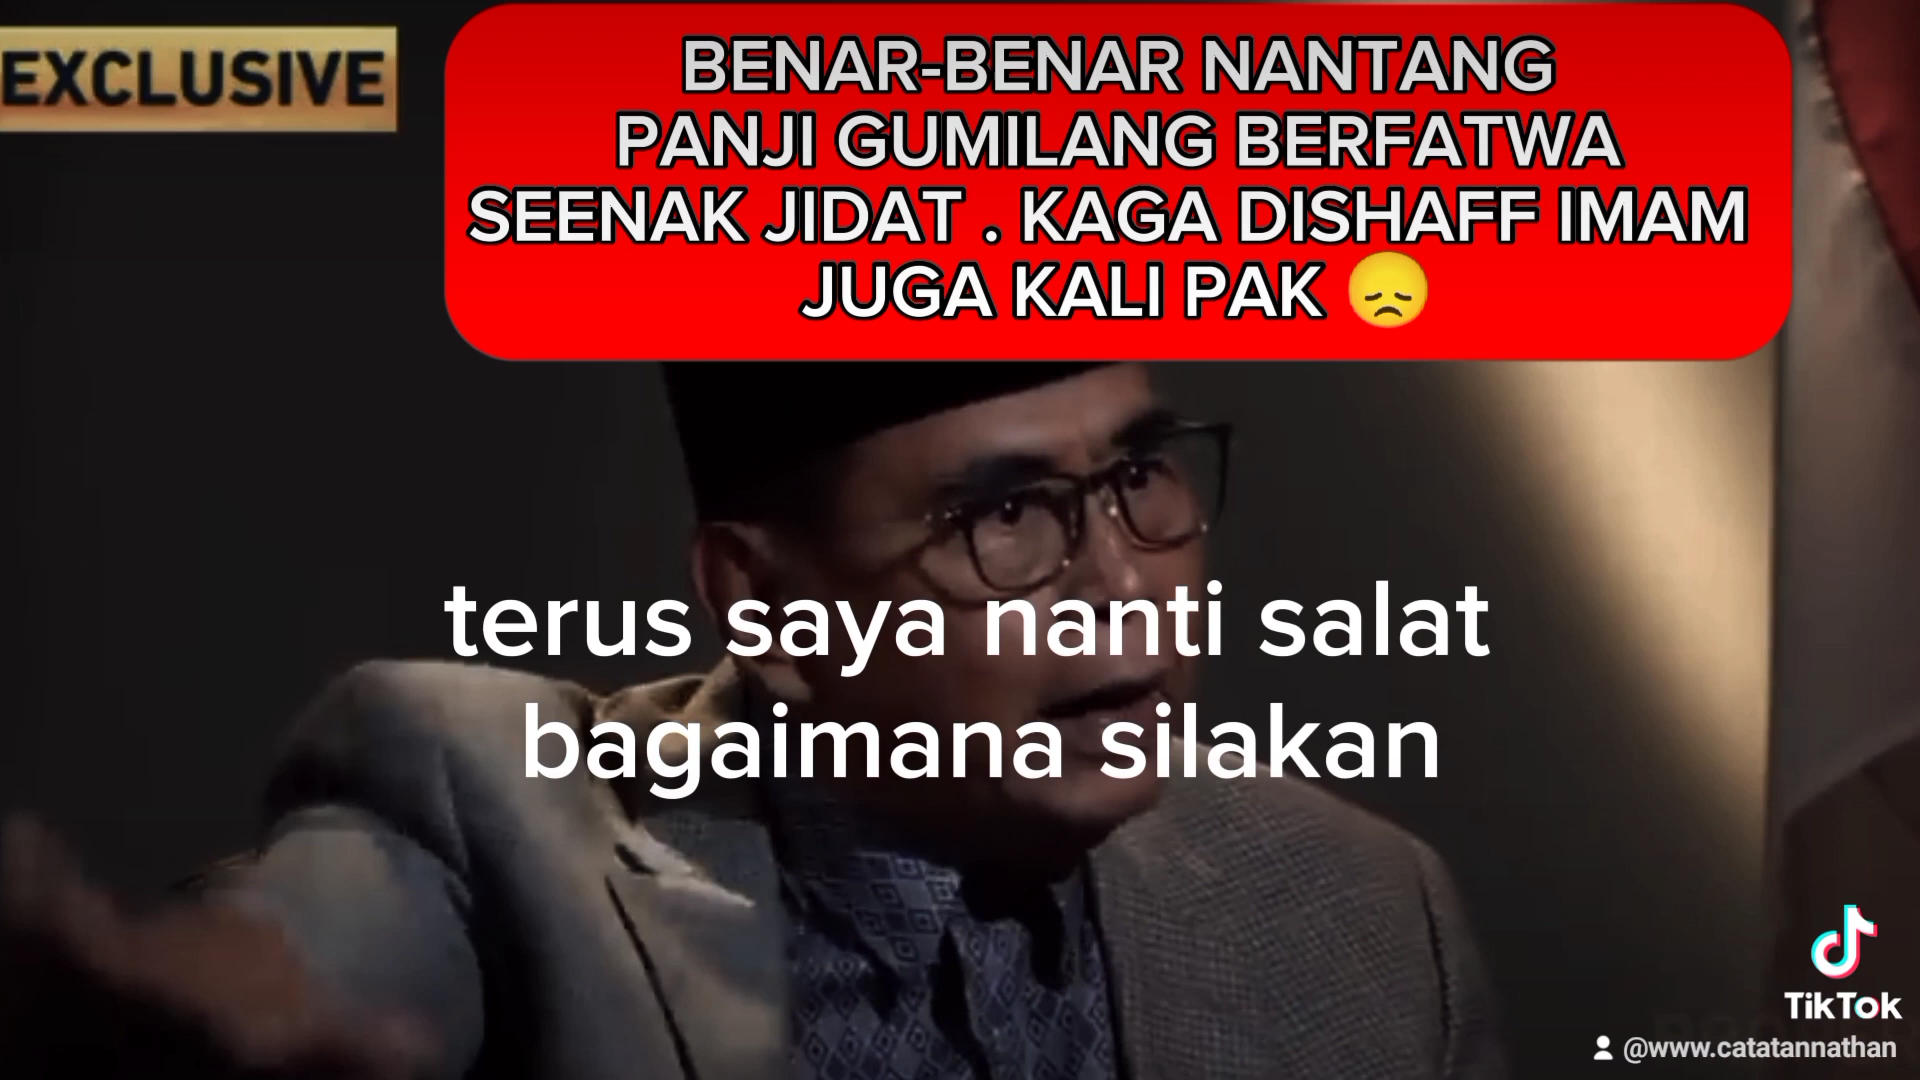 EXCLUSIVE
BENAR-BENAR NANTANG
PANJI GUMILANG BERFATWA
SEENAK JIDAT . KAGA DISHAFF IMAM
JUGA KALI PAK 😞
terus saya nanti salat
bagaimana silakan
TikTok
@www.catatannathan